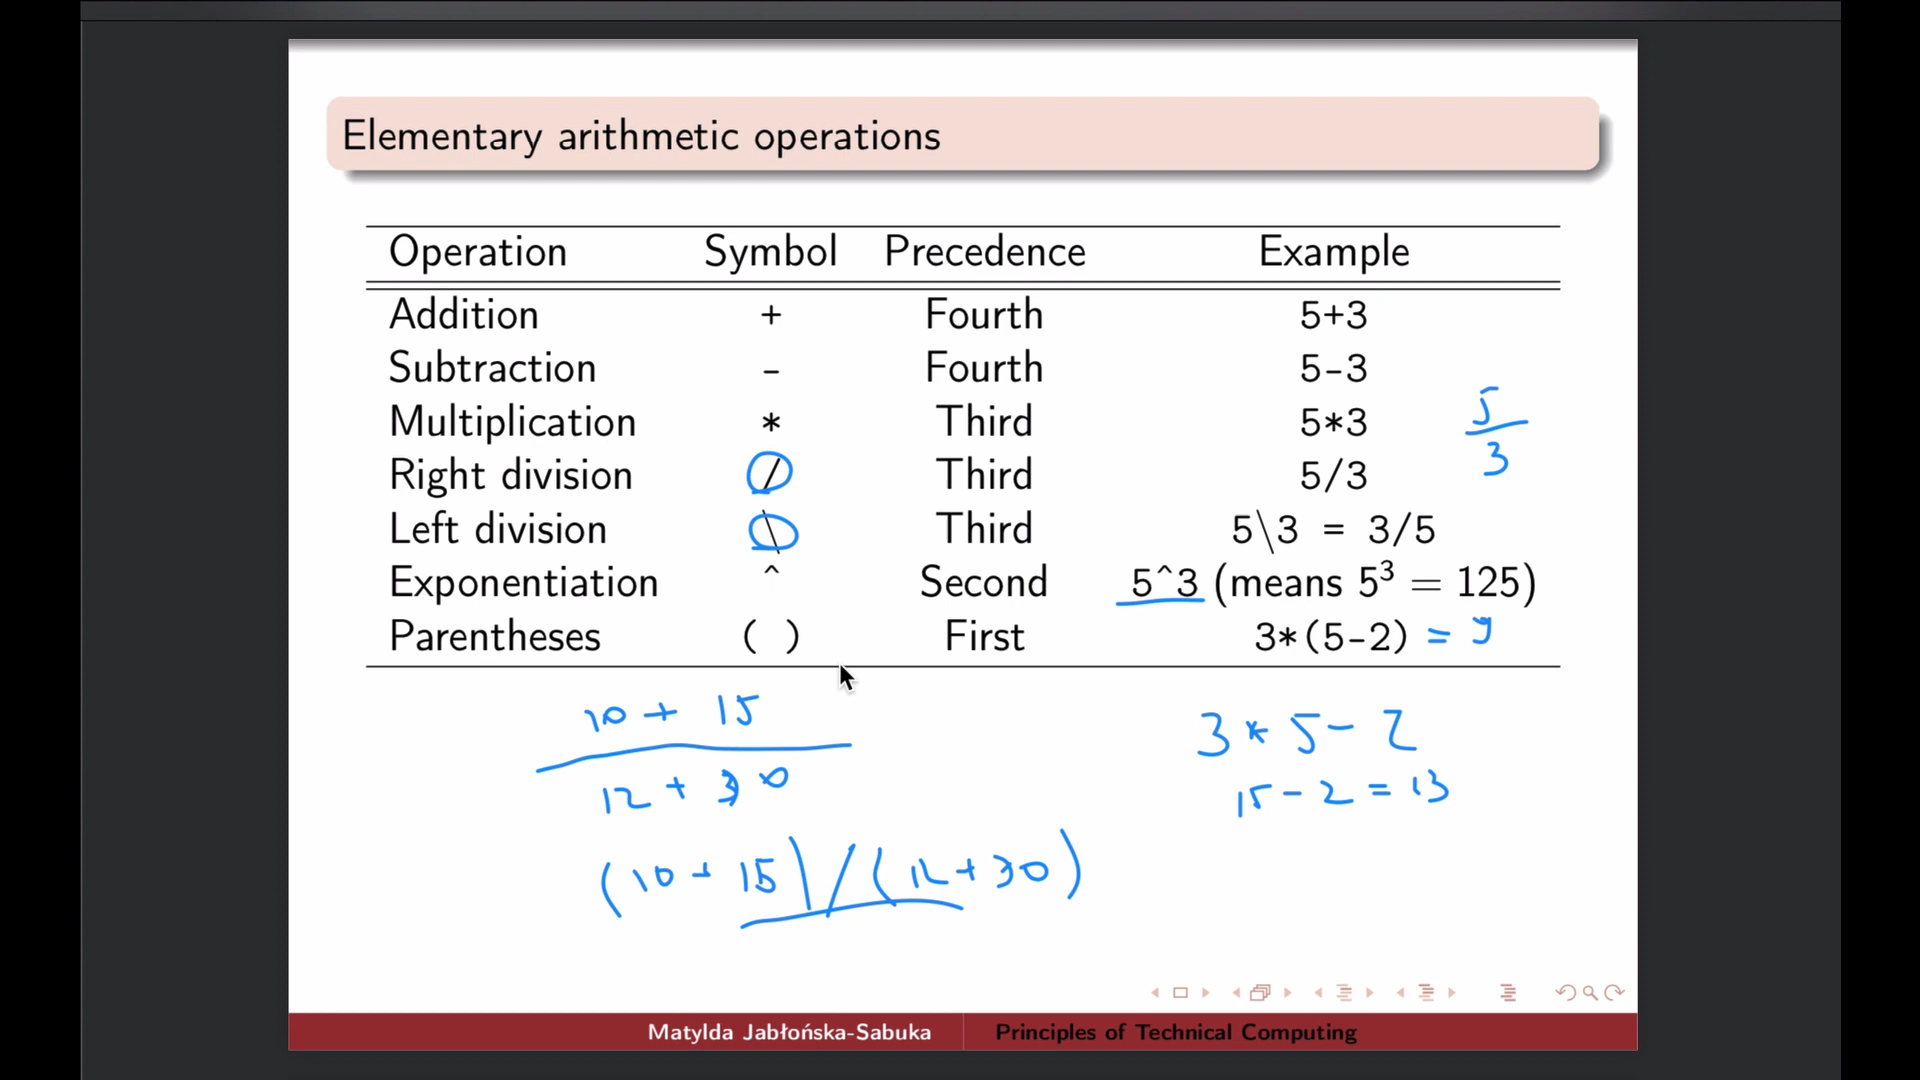 Elementary arithmetic operations
Operation Symbol Precedence Example
Addition + Fourth 5+3
Subtraction - Fourth 5-3
Multiplication * Third 5*3
5
3
Right division / Third 5/3
Left division \ Third 5\3 = 3/5
Exponentiation ^ Second 5^3 (means 5³ = 125)
Parentheses ( ) First 3*(5-2) = 9
10 + 15
12 + 30
(10 + 15) / (12 + 30)
3 * 5 - 2
15 - 2 = 13
Matylda Jabłońska-Sabuka Principles of Technical Computing